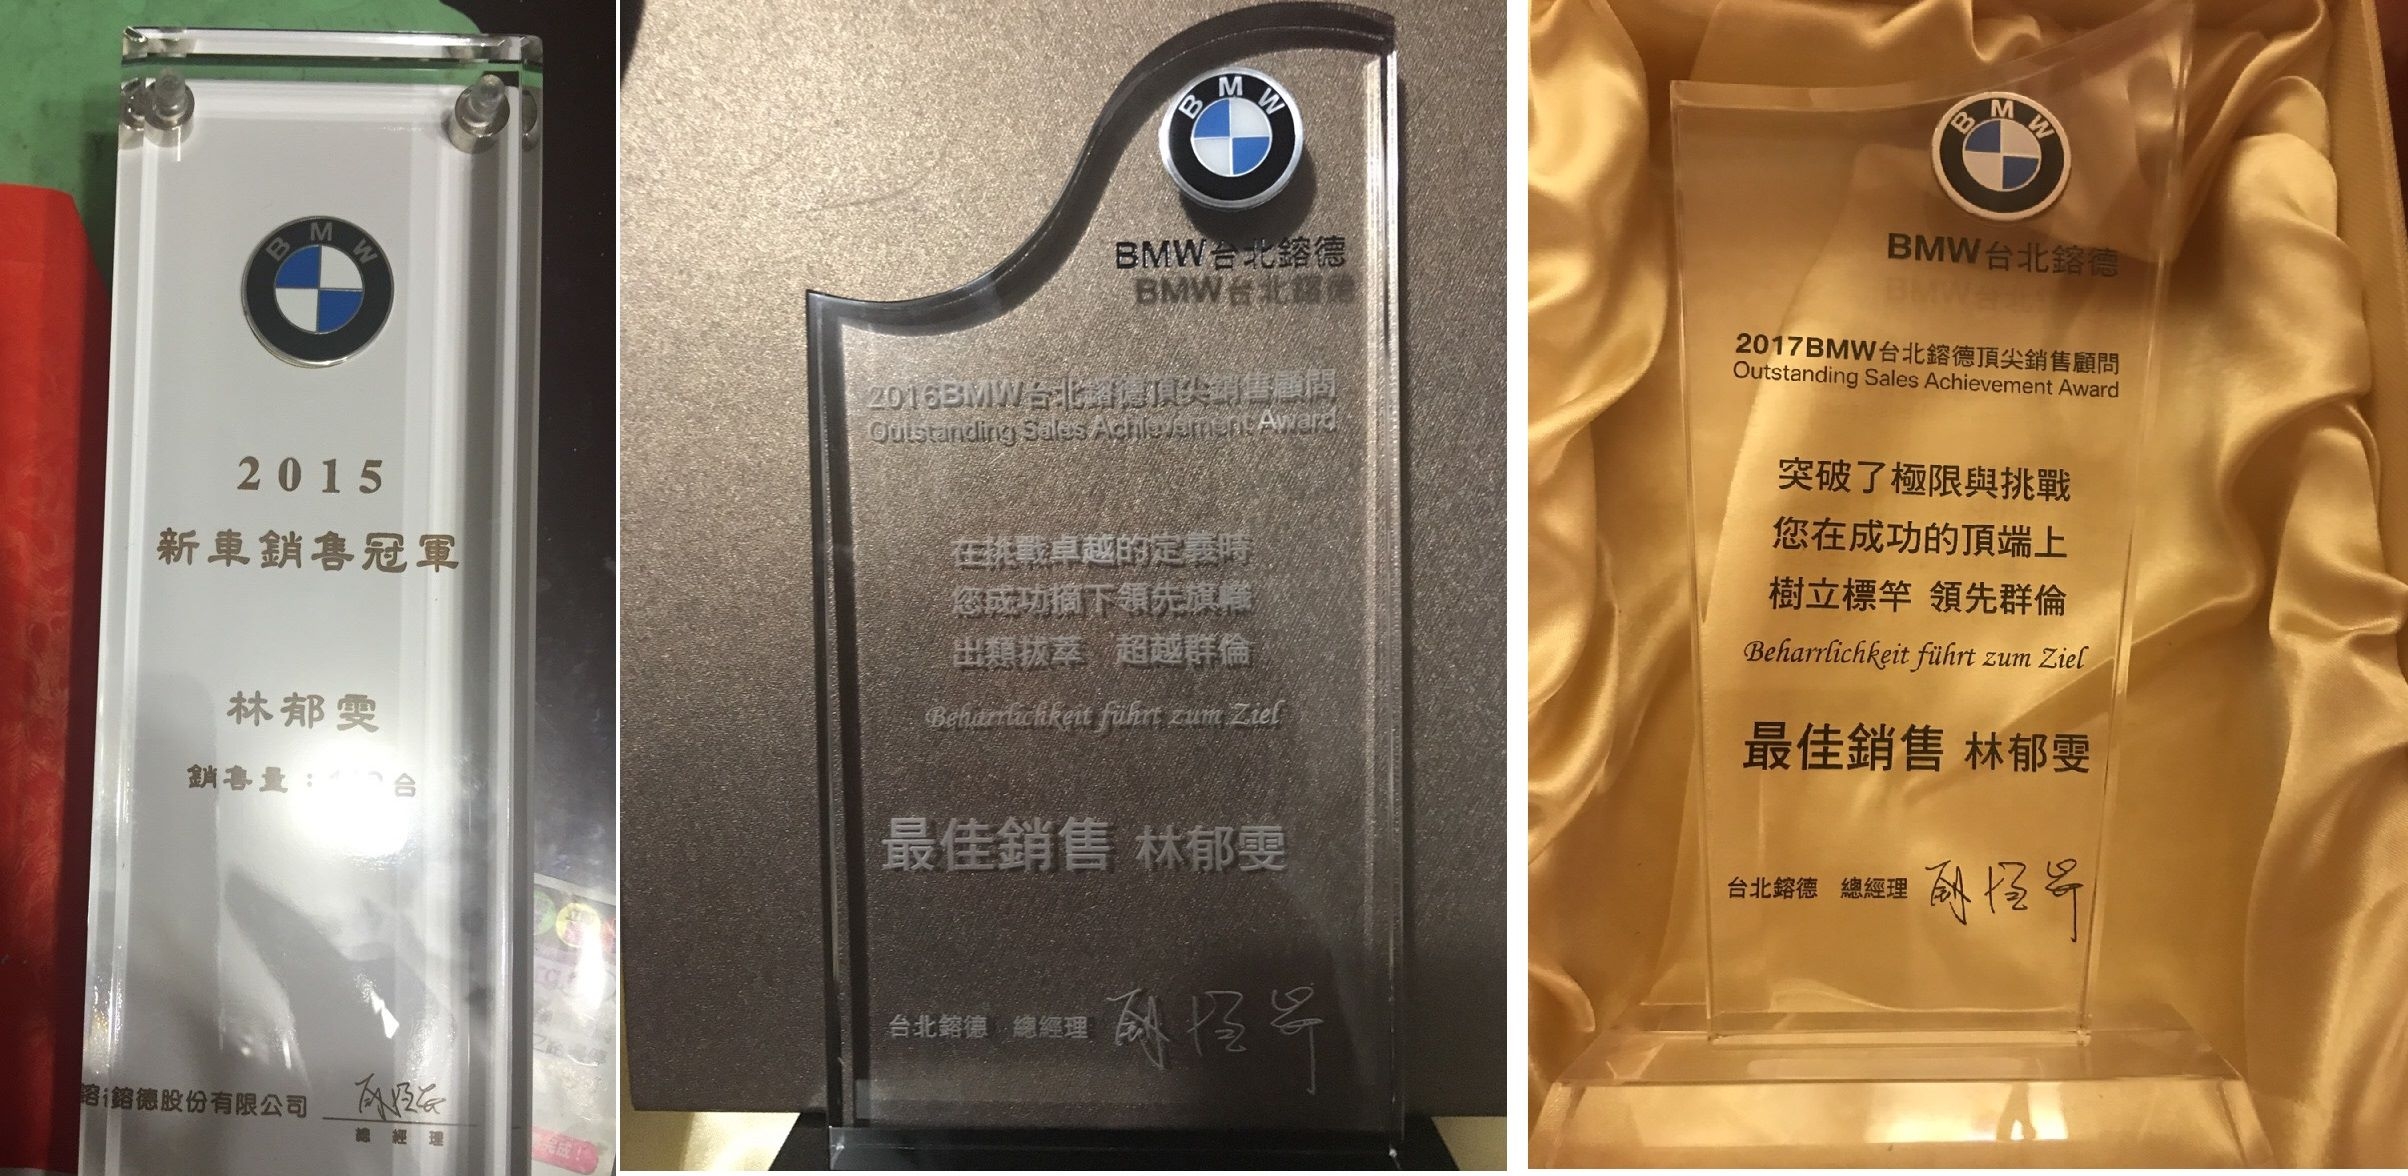 BMW
2015
新車銷售冠軍
林郁雯
銷售量：
台
鎔德股份有限公司
總經理
BMW
BMW台北鎔德
2016BMW台北鎔德頂尖銷售顧問
Outstanding Sales Achievement Award
在挑戰卓越的定義時
您成功摘下領先旗幟
出類拔萃 超越群倫
Beharrlichkeit führt zum Ziel
最佳銷售 林郁雯
台北鎔德 總經理
BMW
BMW台北鎔德
2017BMW台北鎔德頂尖銷售顧問
Outstanding Sales Achievement Award
突破了極限與挑戰
您在成功的頂端上
樹立標竿 領先群倫
Beharrlichkeit führt zum Ziel
最佳銷售 林郁雯
台北鎔德 總經理